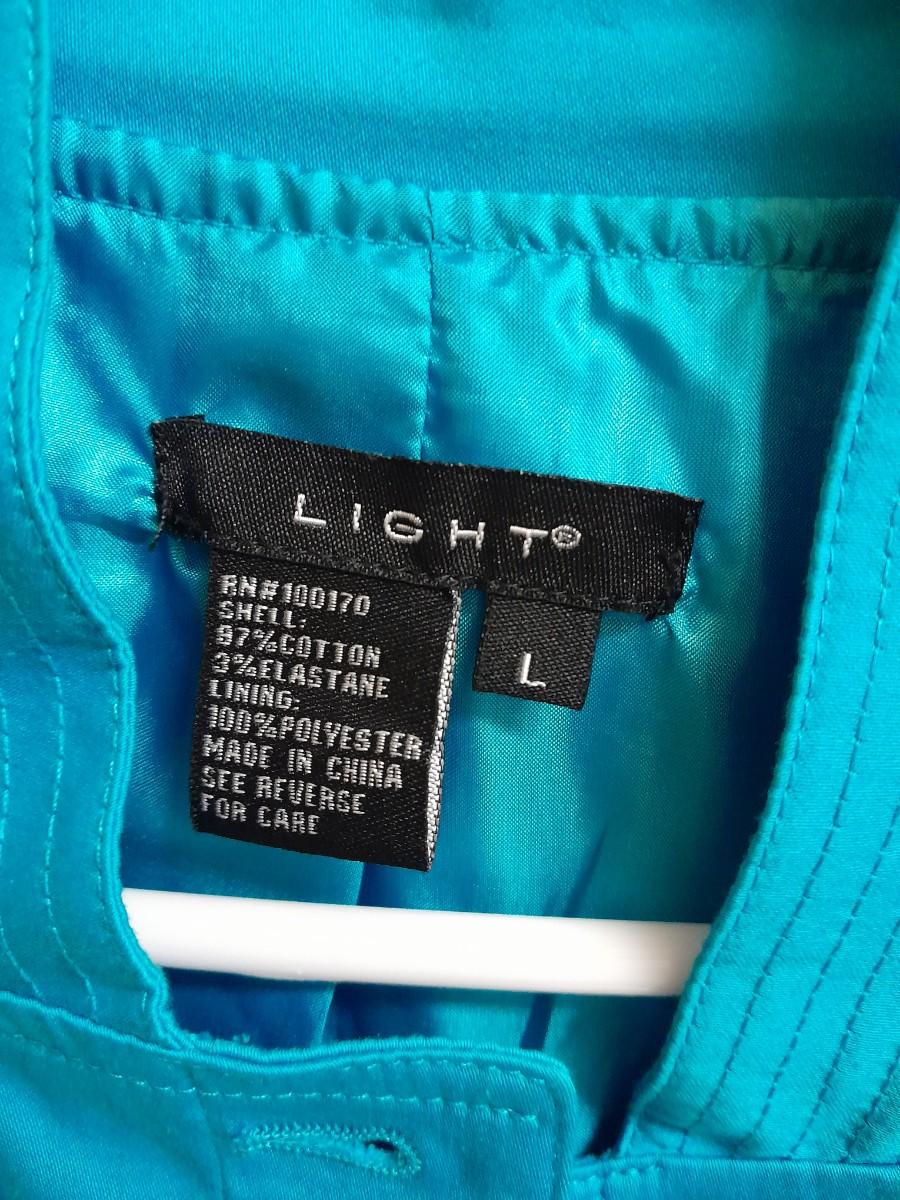 LIGHT®
L
RN#100170
SHELL:
97%COTTON
3%ELASTANE
LINING:
100%POLYESTER
MADE IN CHINA
SEE REVERSE
FOR CARE